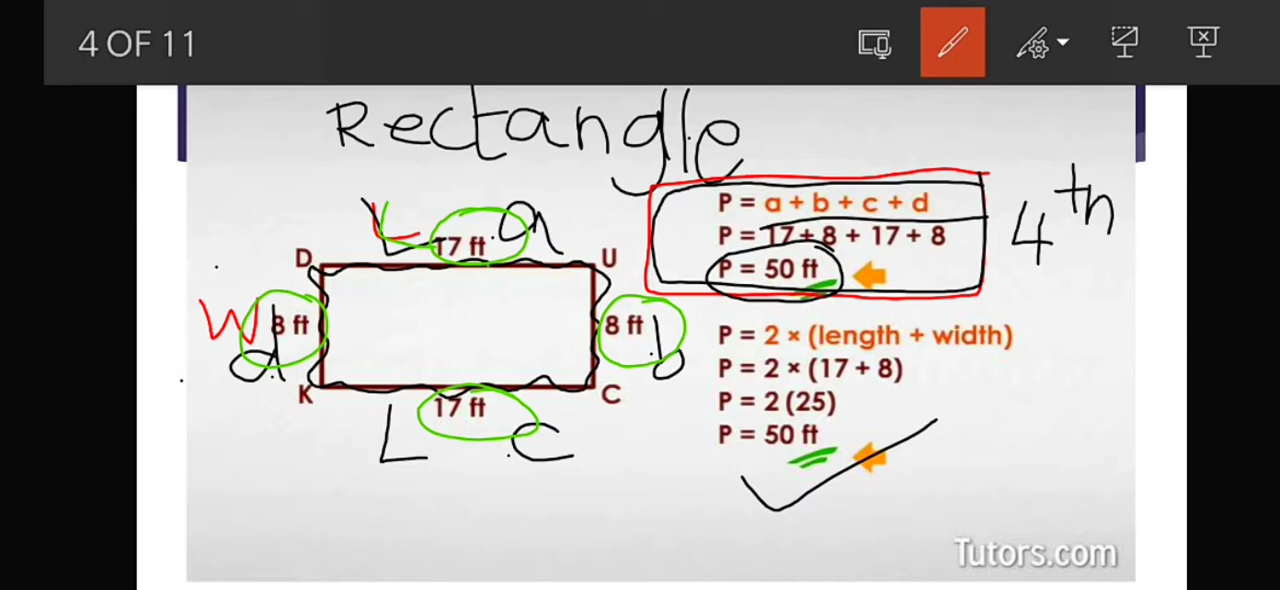 4 OF 11
Rectangle
L 17 ft a
D U
W 8 ft d
8 ft b
K C
17 ft
L c
P = a + b + c + d
P = 17 + 8 + 17 + 8
P = 50 ft
4th
P = 2 × (length + width)
P = 2 × (17 + 8)
P = 2 (25)
P = 50 ft
Tutors.com